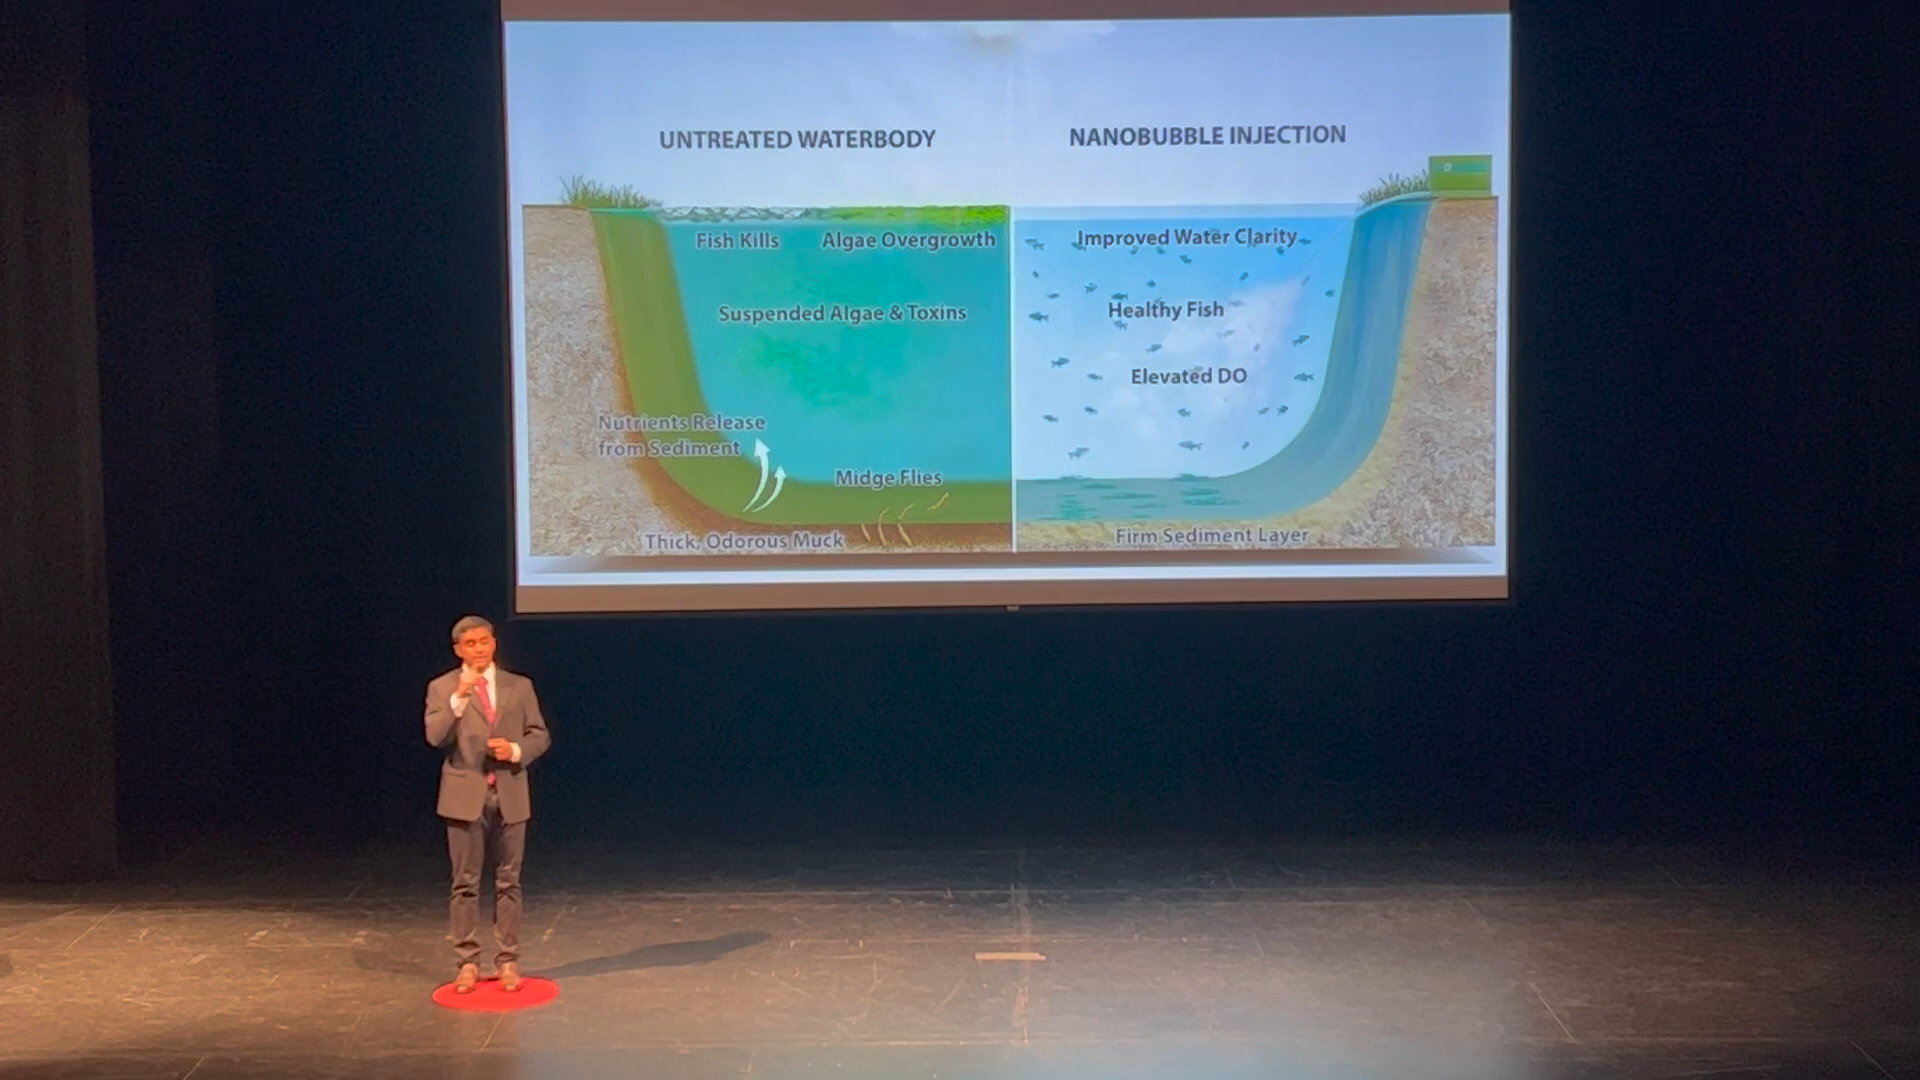 UNTREATED WATERBODY
NANOBUBBLE INJECTION
Fish Kills
Algae Overgrowth
Suspended Algae & Toxins
Nutrients Release
from Sediment
Midge Flies
Thick, Odorous Muck
Improved Water Clarity
Healthy Fish
Elevated DO
Firm Sediment Layer